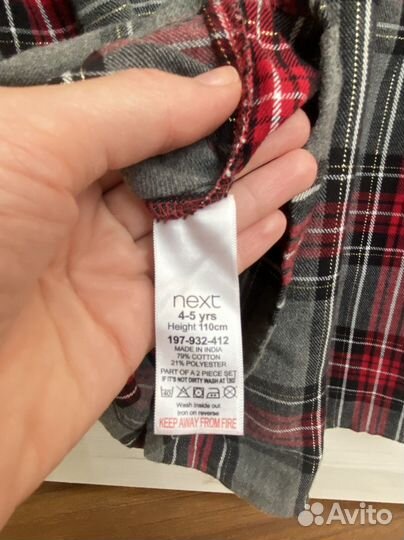 next
4-5 yrs
Height 110cm
197-932-412
MADE IN INDIA
79% COTTON
21% POLYESTER
PART OF A 2 PIECE SET
IF IT'S NOT DIRTY WASH AT 30°
40
Wash inside out
Iron on reverse
KEEP AWAY FROM FIRE
Avito